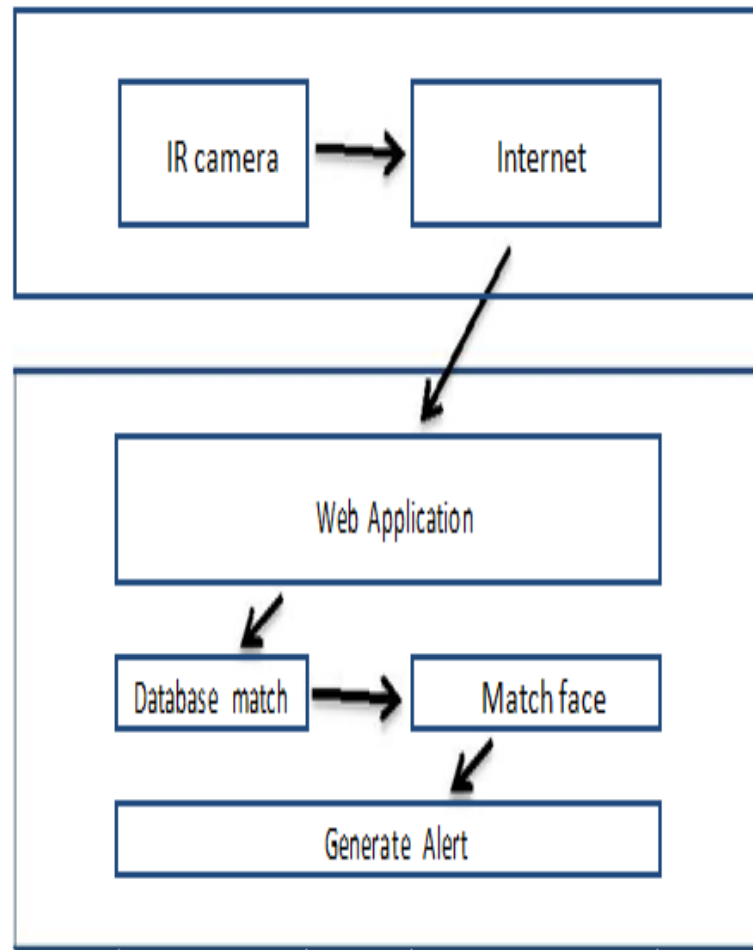 IR camera
Internet
Web Application
Database match
Match face
Generate Alert